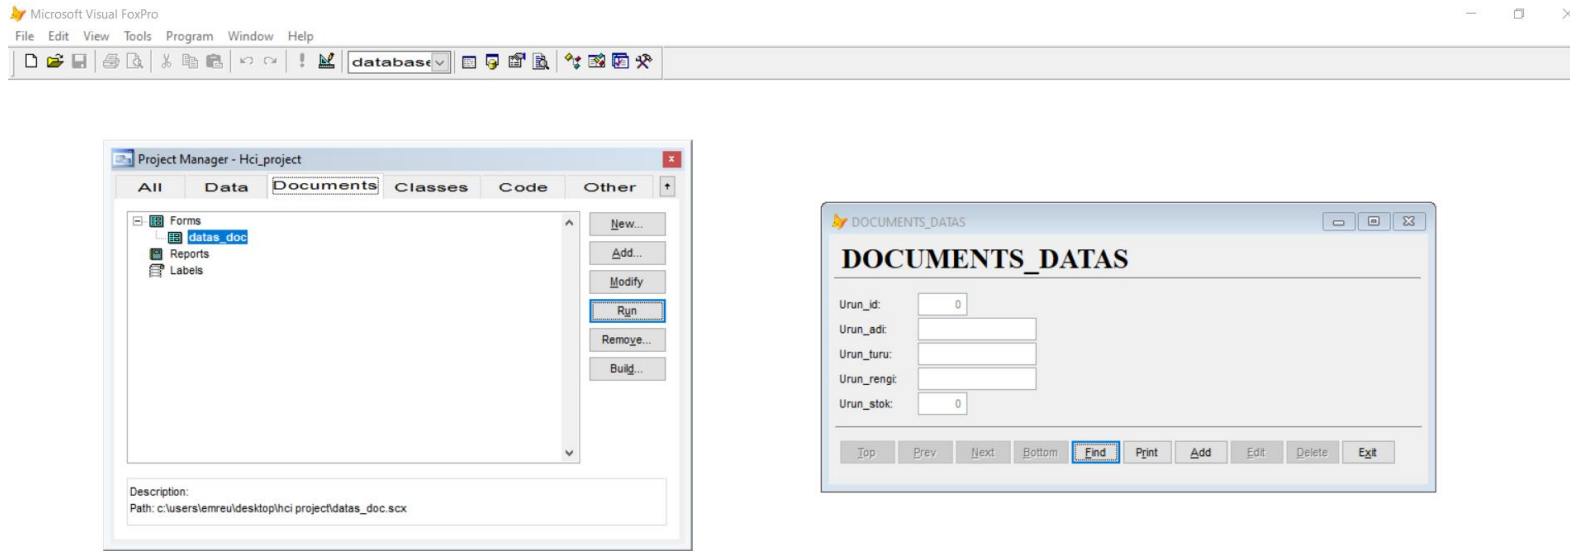 Microsoft Visual FoxPro
File Edit View Tools Program Window Help
database
Project Manager - Hci_project
All Data Documents Classes Code Other
Forms
datas_doc
Reports
Labels
New...
Add...
Modify
Run
Remove...
Build...
Description:
Path: c:\users\emreu\desktop\hci project\datas_doc.scx
DOCUMENTS_DATAS
DOCUMENTS_DATAS
Urun_id: 0
Urun_adi:
Urun_turu:
Urun_rengi:
Urun_stok: 0
Top Prev Next Bottom Find Print Add Edit Delete Exit